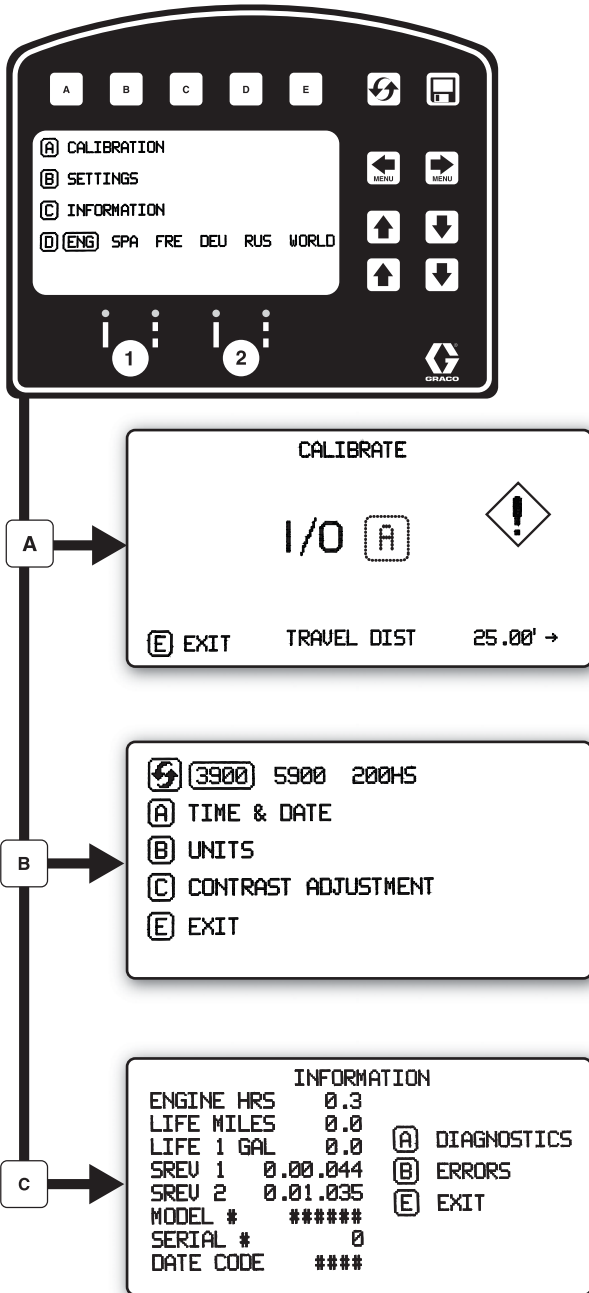 A B C D E
A CALIBRATION
B SETTINGS
C INFORMATION
D ENG SPA FRE DEU RUS WORLD
MENU MENU
1 2
GRACO
A
CALIBRATE
I/O A
!
E EXIT TRAVEL DIST 25.00' →
B
3900 5900 200HS
A TIME & DATE
B UNITS
C CONTRAST ADJUSTMENT
E EXIT
C
INFORMATION
ENGINE HRS 0.3
LIFE MILES 0.0
LIFE 1 GAL 0.0
SREV 1 0.00.044
SREV 2 0.01.035
MODEL # ######
SERIAL # 0
DATE CODE ####
A DIAGNOSTICS
B ERRORS
E EXIT